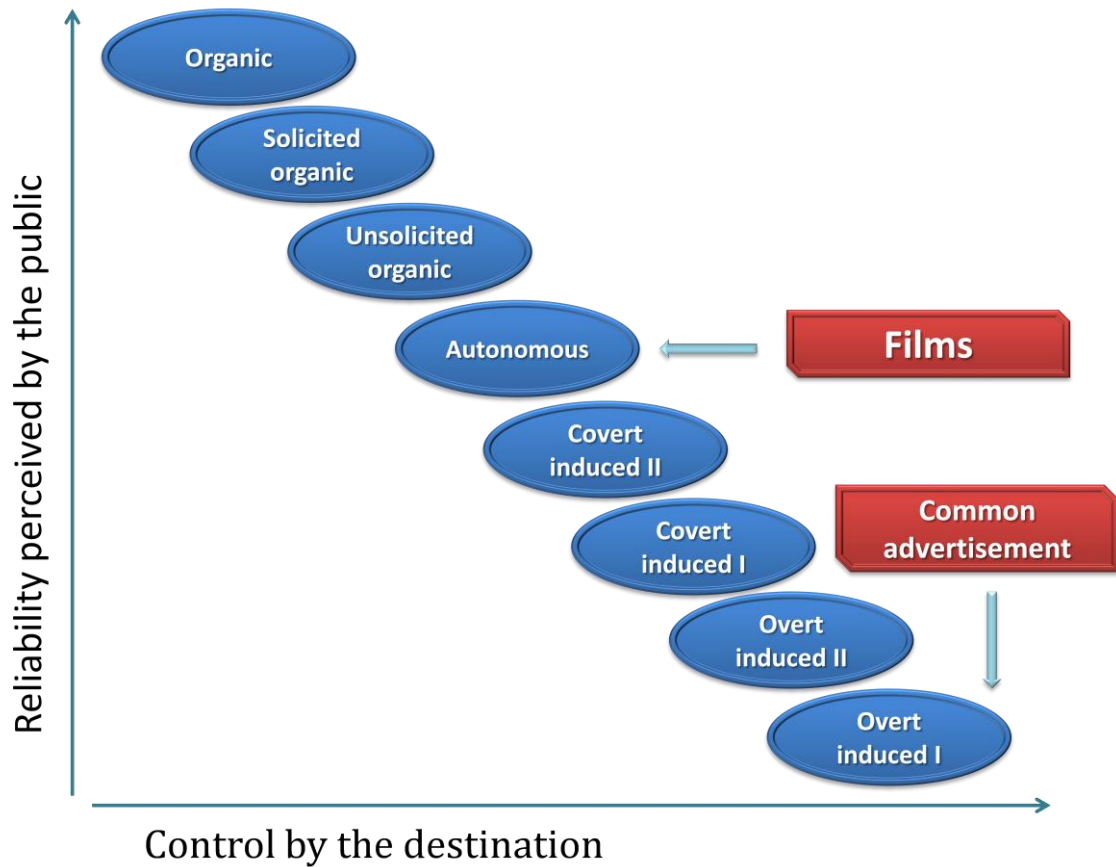 Reliability perceived by the public
Organic
Solicited
organic
Unsolicited
organic
Autonomous
Films
Covert
induced II
Covert
induced I
Common
advertisement
Overt
induced II
Overt
induced I
Control by the destination